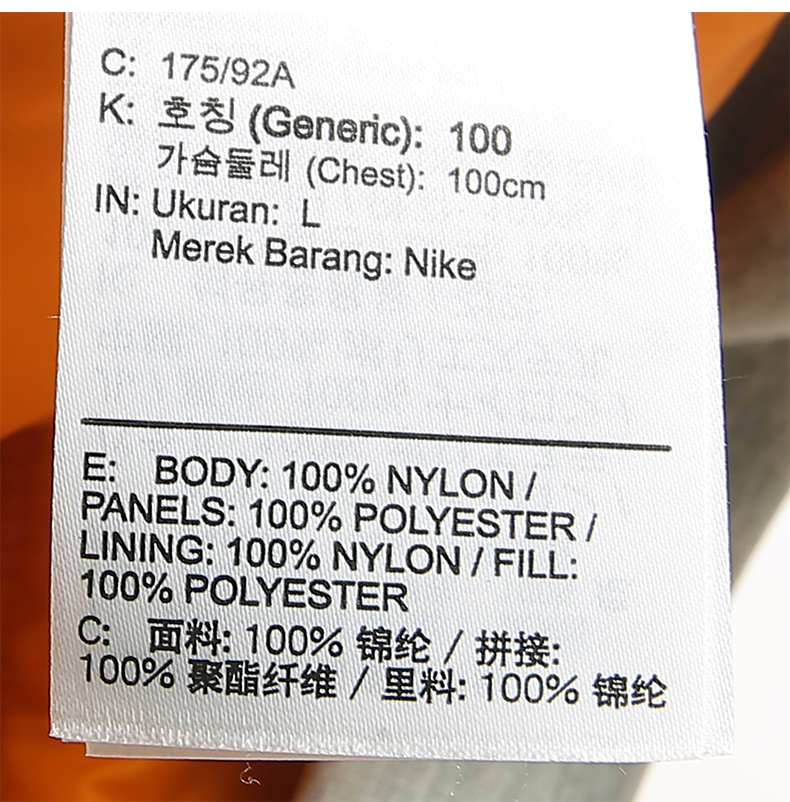 C: 175/92A
K: 호칭 (Generic): 100
가슴둘레 (Chest): 100cm
IN: Ukuran: L
Merek Barang: Nike
E: BODY: 100% NYLON /
PANELS: 100% POLYESTER /
LINING: 100% NYLON / FILL:
100% POLYESTER
C: 面料: 100% 锦纶 / 拼接:
100% 聚酯纤维 / 里料: 100% 锦纶